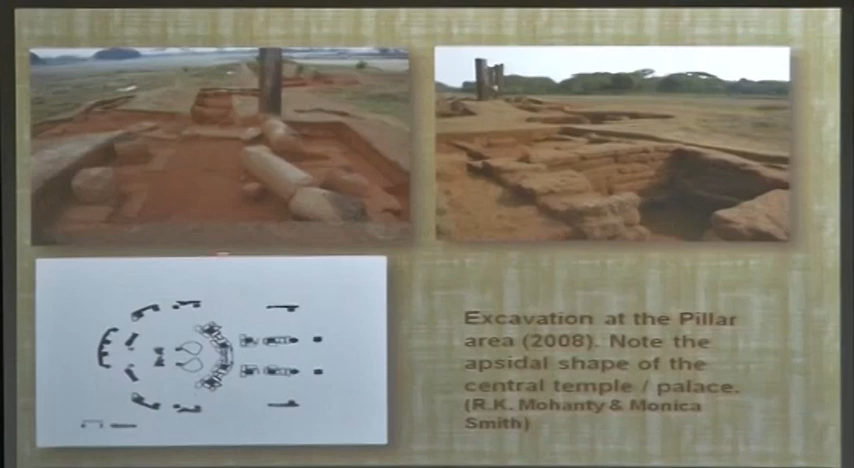 Excavation at the Pillar
area (2008). Note the
apsidal shape of the
central temple / palace.
(R.K. Mohanty & Monica
Smith)